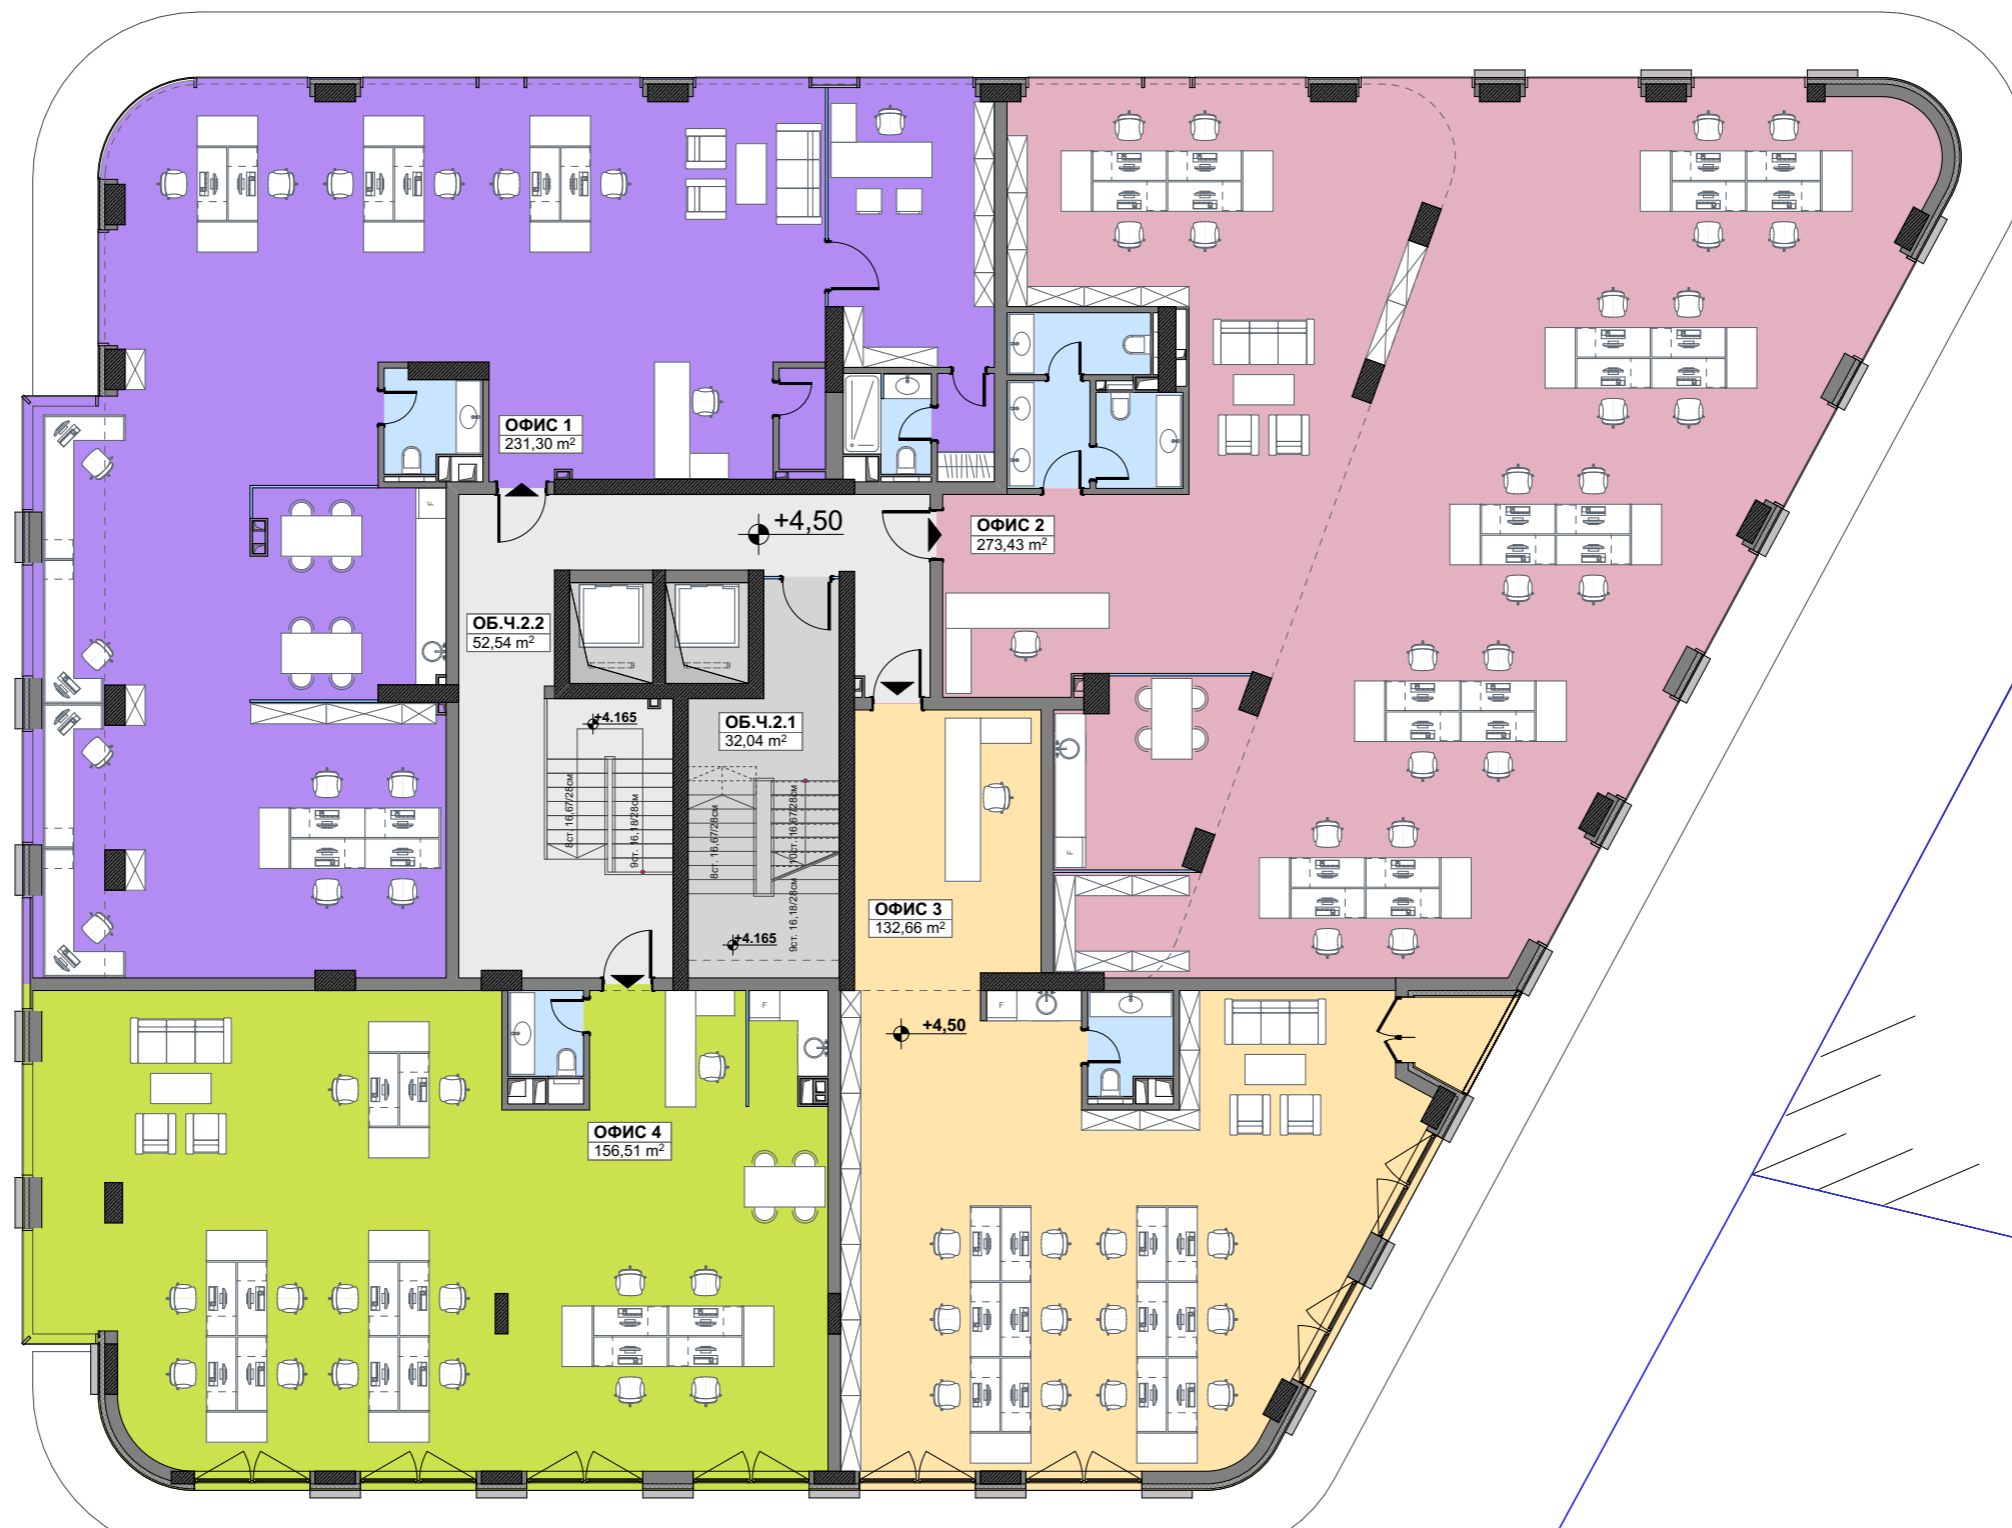 ОФИС 1
231,30 m²
F
+4,50
ОФИС 2
273,43 m²
ОБ.Ч.2.2
52,54 m²
+4.165
ОБ.Ч.2.1
32,04 m²
8ст. 16,67/28см
9ст. 16,18/28см
8ст. 16,67/28см
10ст. 16,67/28см
9ст. 16,18/28см
+4.165
F
ОФИС 3
132,66 m²
F
F
+4,50
ОФИС 4
156,51 m²